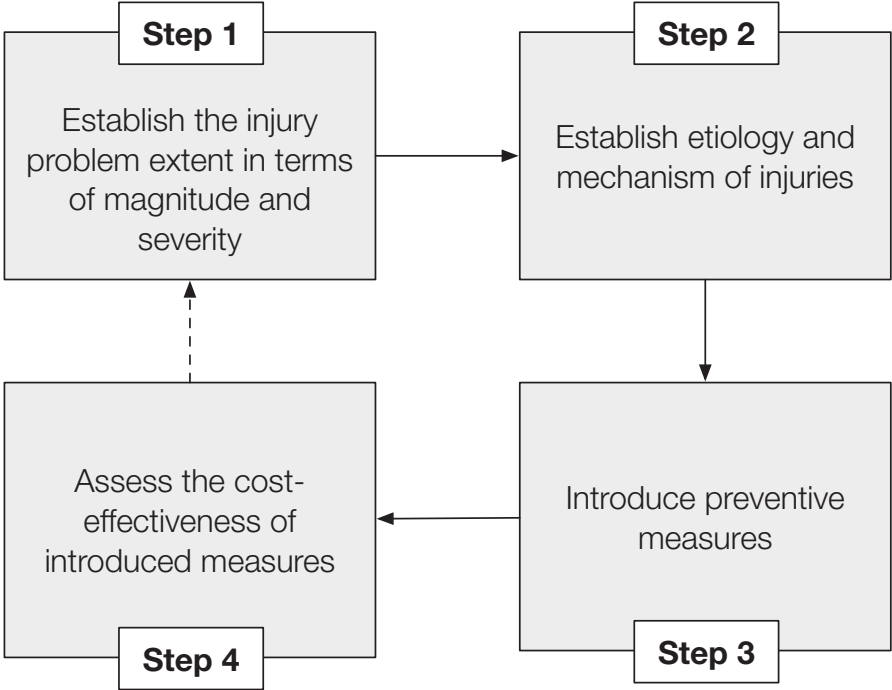 Step 1
Establish the injury
problem extent in terms
of magnitude and
severity
Step 2
Establish etiology and
mechanism of injuries
Introduce preventive
measures
Step 3
Assess the cost-
effectiveness of
introduced measures
Step 4